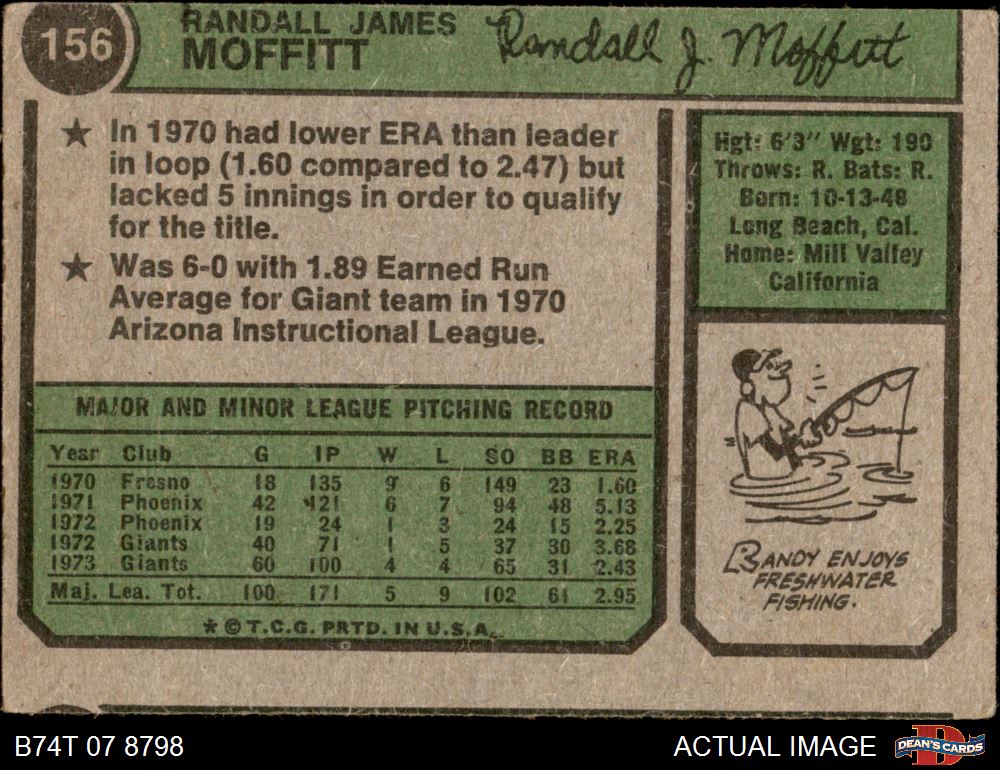 156
RANDALL JAMES
MOFFITT
Randall J. Moffitt
★ In 1970 had lower ERA than leader
in loop (1.60 compared to 2.47) but
lacked 5 innings in order to qualify
for the title.
★ Was 6-0 with 1.89 Earned Run
Average for Giant team in 1970
Arizona Instructional League.
Hgt: 6'3" Wgt: 190
Throws: R. Bats: R.
Born: 10-13-48
Long Beach, Cal.
Home: Mill Valley
California
MAJOR AND MINOR LEAGUE PITCHING RECORD
Year Club G IP W L SO BB ERA
1970 Fresno 18 135 9 6 149 23 1.60
1971 Phoenix 42 121 6 7 94 48 5.13
1972 Phoenix 19 24 1 3 24 15 2.25
1972 Giants 40 71 1 5 37 30 3.68
1973 Giants 60 100 4 4 65 31 2.43
Maj. Lea. Tot. 100 171 5 9 102 61 2.95
★ © T.C.G. PRTD. IN U.S.A.
RANDY ENJOYS
FRESHWATER
FISHING.
B74T 07 8798
ACTUAL IMAGE
DEAN'S CARDS